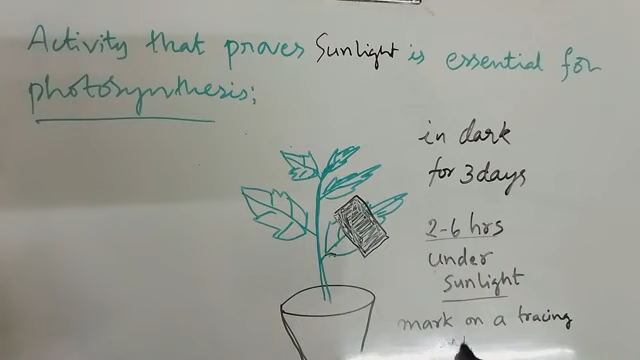 Activity that proves Sunlight is essential for
photosynthesis;
in dark
for 3 days
2-6 hrs
under
sunlight
mark on a tracing